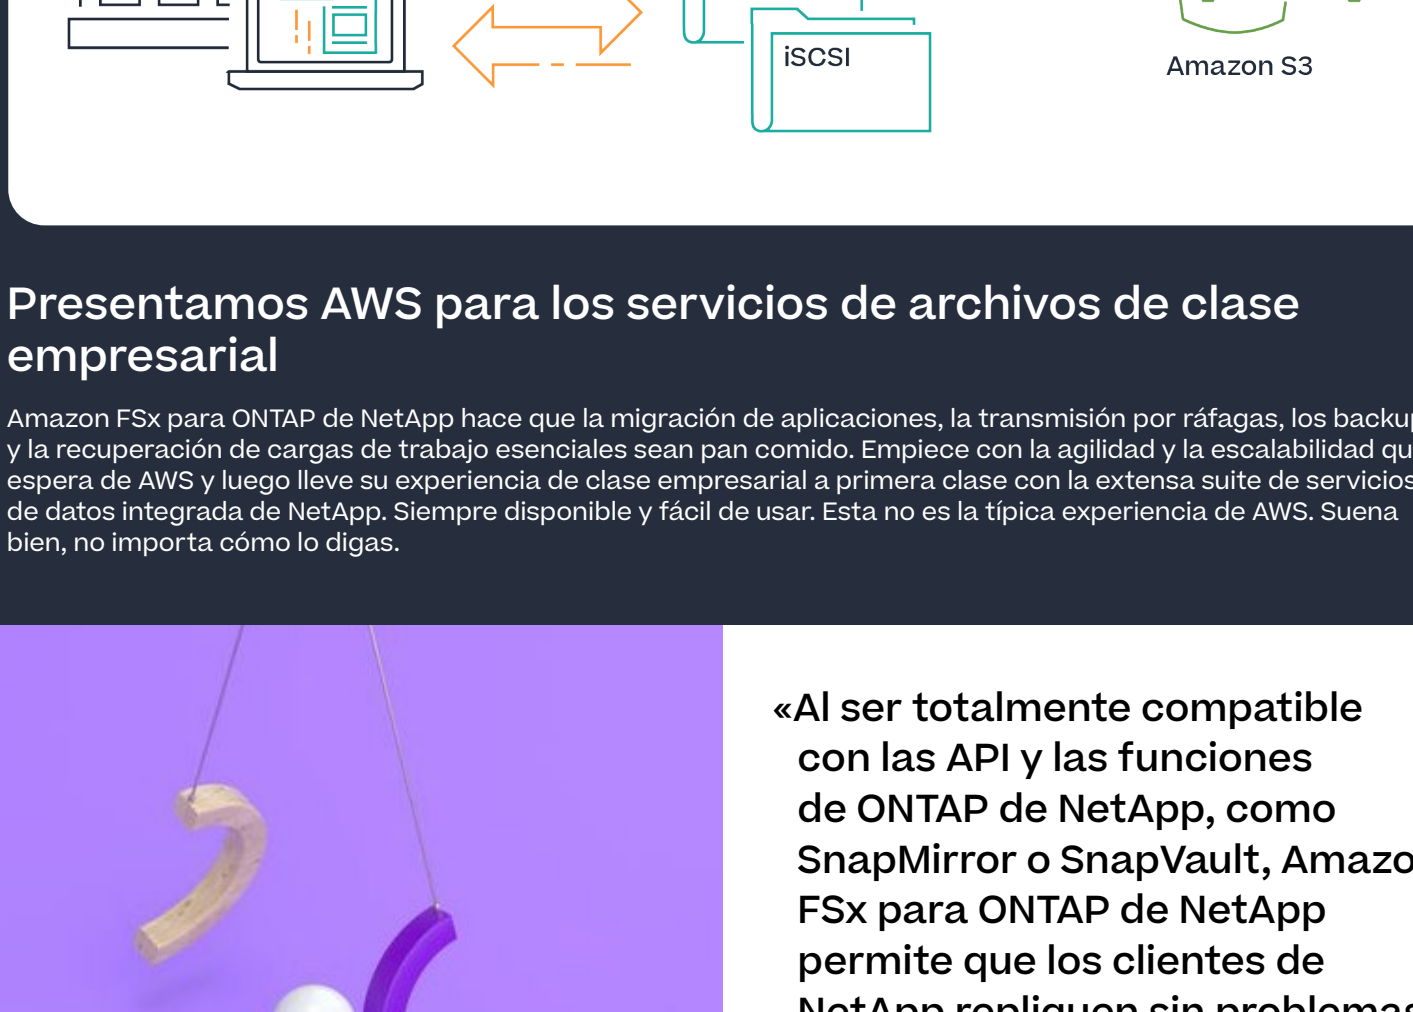 iSCSI
Amazon S3
Presentamos AWS para los servicios de archivos de clase
empresarial
Amazon FSx para ONTAP de NetApp hace que la migración de aplicaciones, la transmisión por ráfagas, los
y la recuperación de cargas de trabajo esenciales sean pan comido. Empiece con la agilidad y la escalabilidad
espera de AWS y luego lleve su experiencia de clase empresarial a primera clase con la extensa suite de servicios
de datos integrada de NetApp. Siempre disponible y fácil de usar. Esta no es la típica experiencia de AWS. Suena
bien, no importa cómo lo digas.
«Al ser totalmente compatible
con las API y las funciones
de ONTAP de NetApp, como
SnapMirror o SnapVault,
FSx para ONTAP de NetApp
permite que los clientes de
NetApp repliquen sin problemas